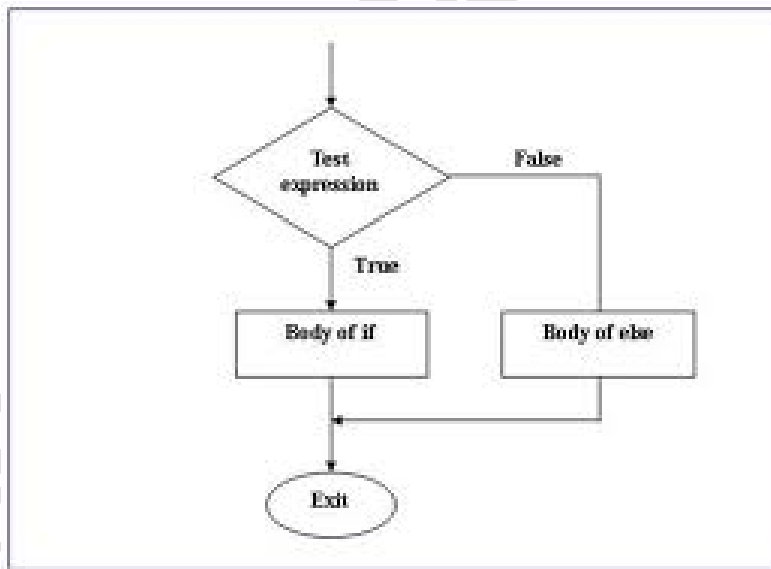 Test
expression
False
True
Body of if
Body of else
Exit